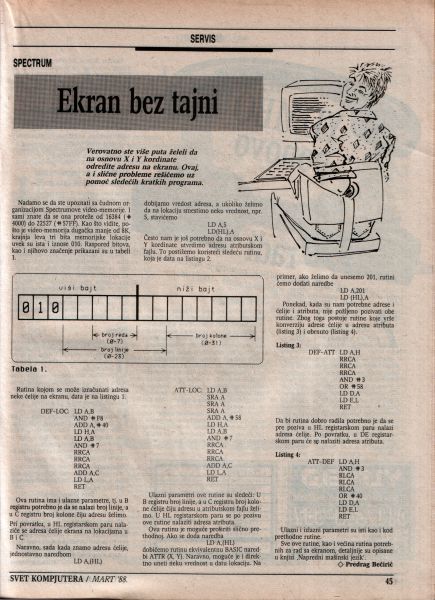 SERVIS
SPECTRUM
Ekran bez tajni
Verovatno ste više puta želeli da
na osnovu X i Y kordinate
odredite adresu na ekranu. Ovaj,
a i slične probleme rešićemo uz
pomoć sledećih kratkih programa.
Nadamo se da ste upoznati sa čudnom or-
ganizacijom Spectrumove video-memorije. I
sami znate da se ona proteže od 16384 (#
4000) do 22527 (#57FF). Kao što vidite, po-
što je video-memorija dugačka manje od 8K,
krajnja leva tri bita memorijske lokacije
uvek su ista i iznose 010. Raspored bitova,
kao i njihovo značenje prikazani su u tabeli
1.
dobijamo vrednost adresa, a ukoliko želimo
da na lokaciju smestimo neku vrednost, npr.
5, stavićemo
LD A,5
LD(HL),A
Često nam je još potrebno da na osnovu X i
Y kordinate utvrdimo adresu atributskom
fajlu. To postižemo koristeći sledeću rutinu,
koja je data na listingu 2.
viši bajt
niži bajt
0 1 0
broj reda
(0-7)
broj kolone
(0-31)
broj linije
(0-23)
Tabela 1.
Rutina kojom se može izračunati adresa
neke ćelije na ekranu, data je na listingu 1.
DEF-LOC: LD A,B
AND #F8
ADD A,#40
LD H,A
LD A,B
AND #7
RRCA
RRCA
RRCA
ADD A,C
LD L,A
RET
Ova rutina ima i ulazne parametre, tj. u B
registru potrebno je da se nalazi broj linije, a
u C registru broj kolone čiju adresu želimo.
Pri povratku, u HL registarskom paru nala-
ziće se adresa ćelije ekrana na lokacijama u
B i C.
Naravno, sada kada znamo adresu ćelije,
jednostavno naredbom
LD A,(HL)
ATT-LOC: LD A,B
SRA A
SRA A
SRA A
ADD A,#58
LD H,A
LD A,B
AND #7
RRCA
RRCA
RRCA
ADD A,C
LD L,A
RET
Ulazni parametri ove rutine su sledeći: U
B registru broj linije, a u C registru broj kolo-
ne ćelije čiju adresu u atributskom fajlu želi-
mo. U HL registarskom paru se po pozivu
ove rutine nalaziti adresa atributa.
Ovu rutinu je moguće proširiti slično pret-
hodnoj. Ako se doda naredba
LD A,(HL)
dobićemo rutinu ekvivalentnu BASIC nared-
bi ATTR (X, Y). Naravno, moguće je i direk-
tno uneti neku vrednost u datu lokaciju. Na
primer, ako želimo da unesemo 201, rutini
ćemo dodati naredbe
LD A,201
LD (HL),A
Ponekad, kada su nam potrebne adrese i
ćelije i atributa, nije poželjno pozivati obe
rutine. Zbog toga postoje rutine koje vrše
konverziju adrese ćelije u adresu atributa
(listing 3) i obrnuto (listing 4).
Listing 3:
DEF-ATT LD A,H
RRCA
RRCA
RRCA
AND #3
OR #58
LD D,A
LD E,L
RET
Da bi rutina dobro radila potrebno je da se
pre poziva u HL registarskom paru nalazi
adresa ćelije. Po povratku, u DE registar-
skom paru će se nalaziti adresa atributa.
Listing 4:
ATT-DEF LD A,H
AND #3
RLCA
RLCA
RLCA
OR #40
LD D,A
LD E,L
RET
Ulazni i izlazni parametri su isti kao i kod
prethodne rutine.
Sve ove rutine, kao i većina rutina potreb-
nih za rad sa ekranom, detaljnije su opisane
u knjizi „Napredni mašinski jezik".
◇ Predrag Bećirić
SVET KOMPJUTERA / MART '88.
45